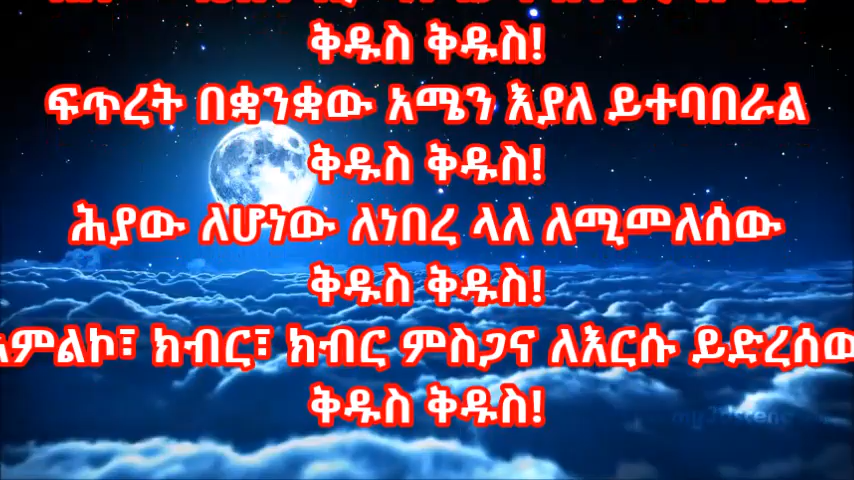 ቅዱስ ቅዱስ!
ፍጥረት በቋንቋው አሜን እያለ ይተባበራል
ቅዱስ ቅዱስ!
ሕያው ለሆነው ለነበረ ላለ ለሚመለሰው
ቅዱስ ቅዱስ!
አምልኮ፣ ክብር፣ ክብር ምስጋና ለእርሱ ይድረሰው
ቅዱስ ቅዱስ!